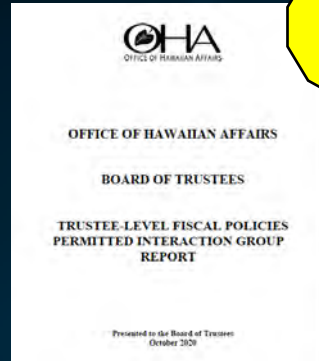 OHA
OFFICE OF HAWAIIAN AFFAIRS
OFFICE OF HAWAIIAN AFFAIRS
BOARD OF TRUSTEES
TRUSTEE-LEVEL FISCAL POLICIES
PERMITTED INTERACTION GROUP
REPORT
Presented to the Board of Trustees
October 2020